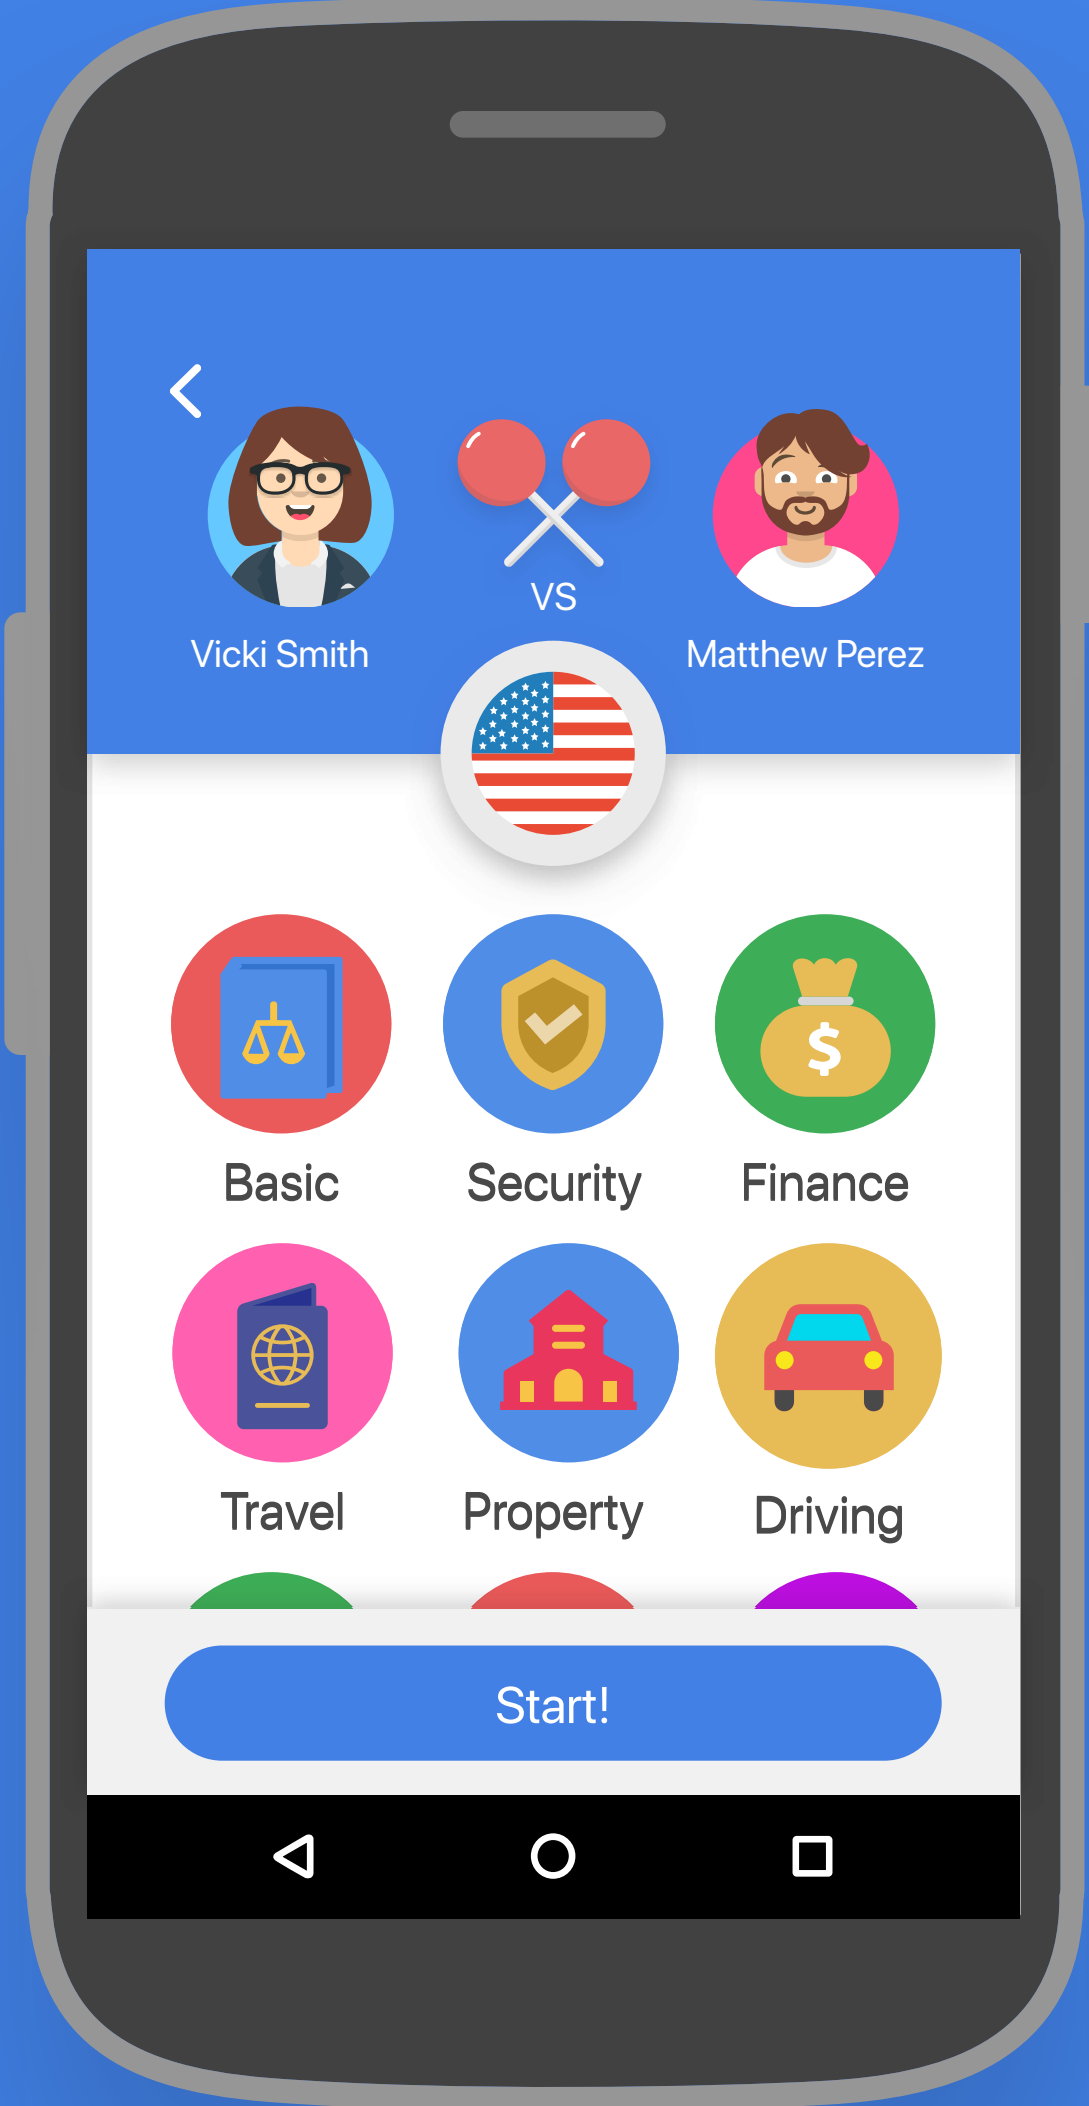 VS
Vicki Smith
Matthew Perez
$
Basic
Security
Finance
Travel
Property
Driving
Start!